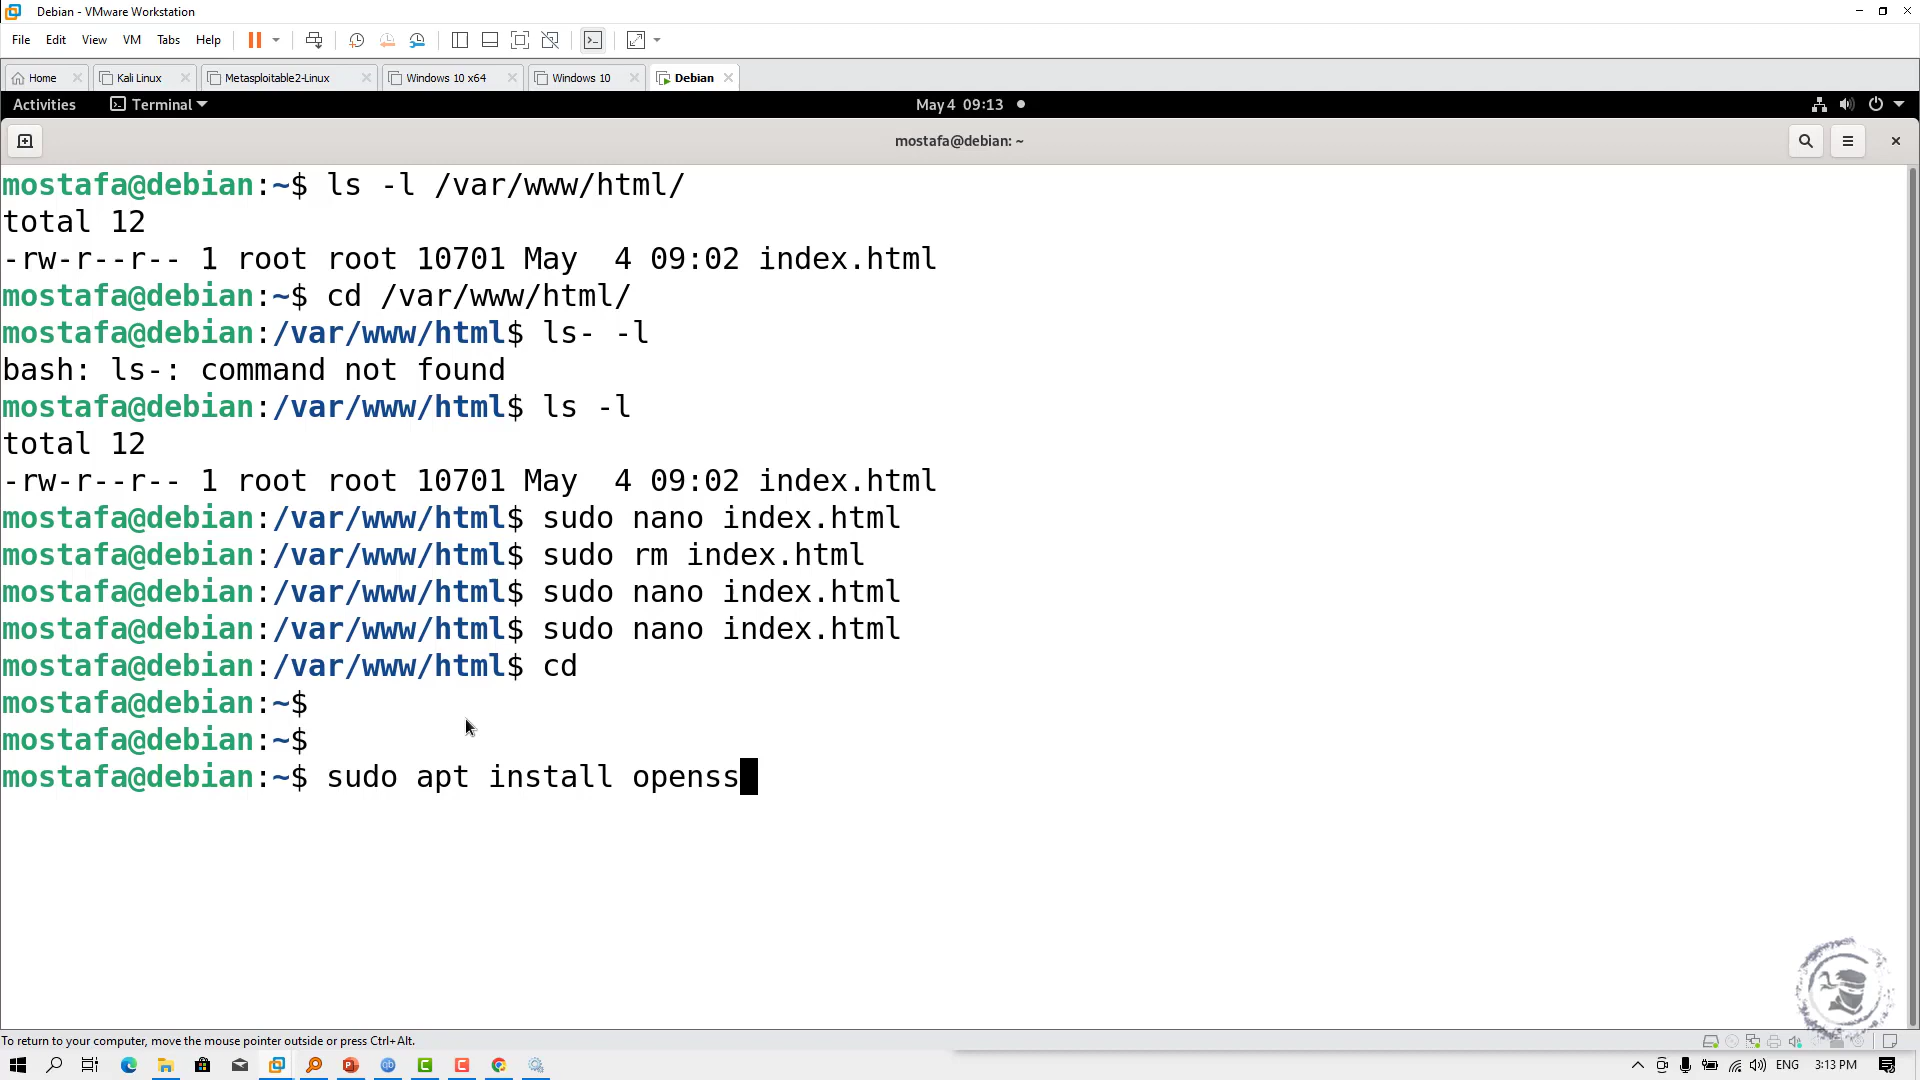 Debian - VMware Workstation
File Edit View VM Tabs Help
Home Kali Linux Metasploitable2-Linux Windows 10 x64 Windows 10 Debian
Activities Terminal May 4 09:13
mostafa@debian: ~
mostafa@debian:~$ ls -l /var/www/html/
total 12
-rw-r--r-- 1 root root 10701 May  4 09:02 index.html
mostafa@debian:~$ cd /var/www/html/
mostafa@debian:/var/www/html$ ls- -l
bash: ls-: command not found
mostafa@debian:/var/www/html$ ls -l
total 12
-rw-r--r-- 1 root root 10701 May  4 09:02 index.html
mostafa@debian:/var/www/html$ sudo nano index.html
mostafa@debian:/var/www/html$ sudo rm index.html
mostafa@debian:/var/www/html$ sudo nano index.html
mostafa@debian:/var/www/html$ sudo nano index.html
mostafa@debian:/var/www/html$ cd
mostafa@debian:~$
mostafa@debian:~$
mostafa@debian:~$ sudo apt install openss
To return to your computer, move the mouse pointer outside or press Ctrl+Alt.
ENG 3:13 PM